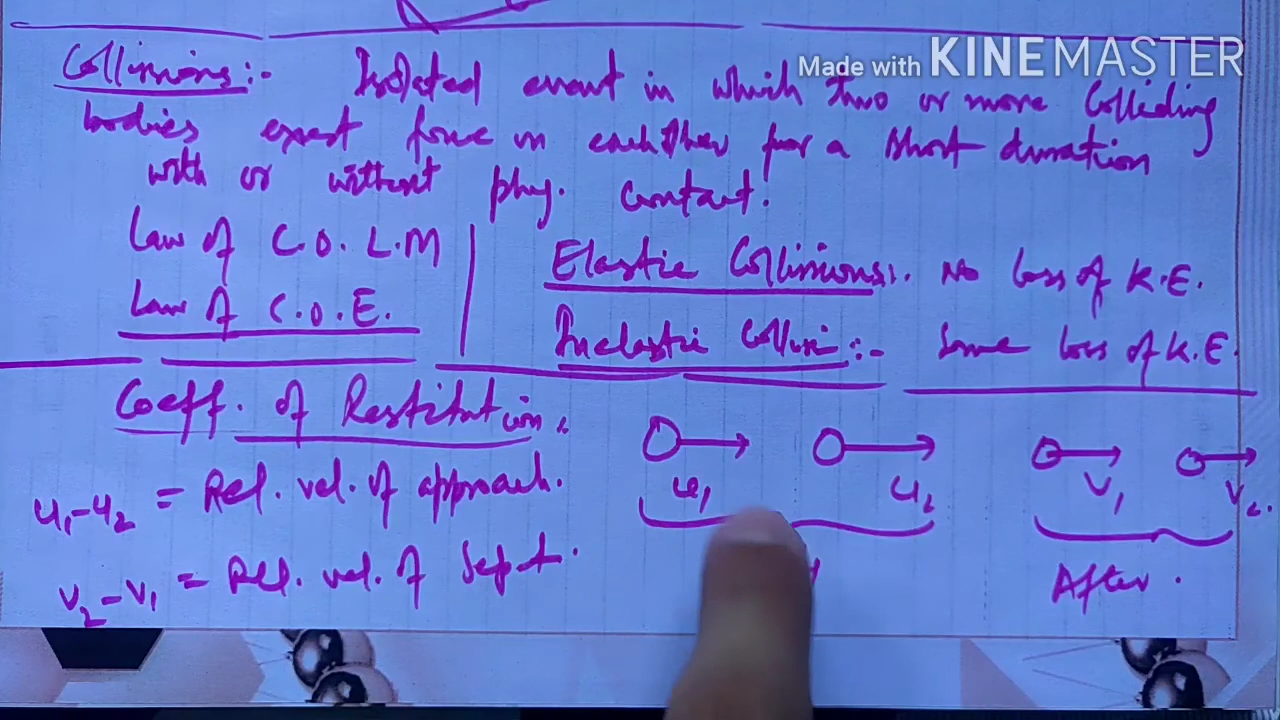 Made with KINEMASTER
Collisions:- Isolated event in which two or more Colliding
bodies exert force on each other for a short duration
with or without phy. contact.
Law of C.O.L.M
Law of C.O.E.
Elastic Collisions:. No loss of K.E.
Inelastic Collision:- Some loss of K.E.
Coeff. of Restitution.
u₁-u₂ = Rel. vel. of approach.
v₂-v₁ = Rel. vel. of Sept.
u₁ u₂ v₁ v₂.
After.